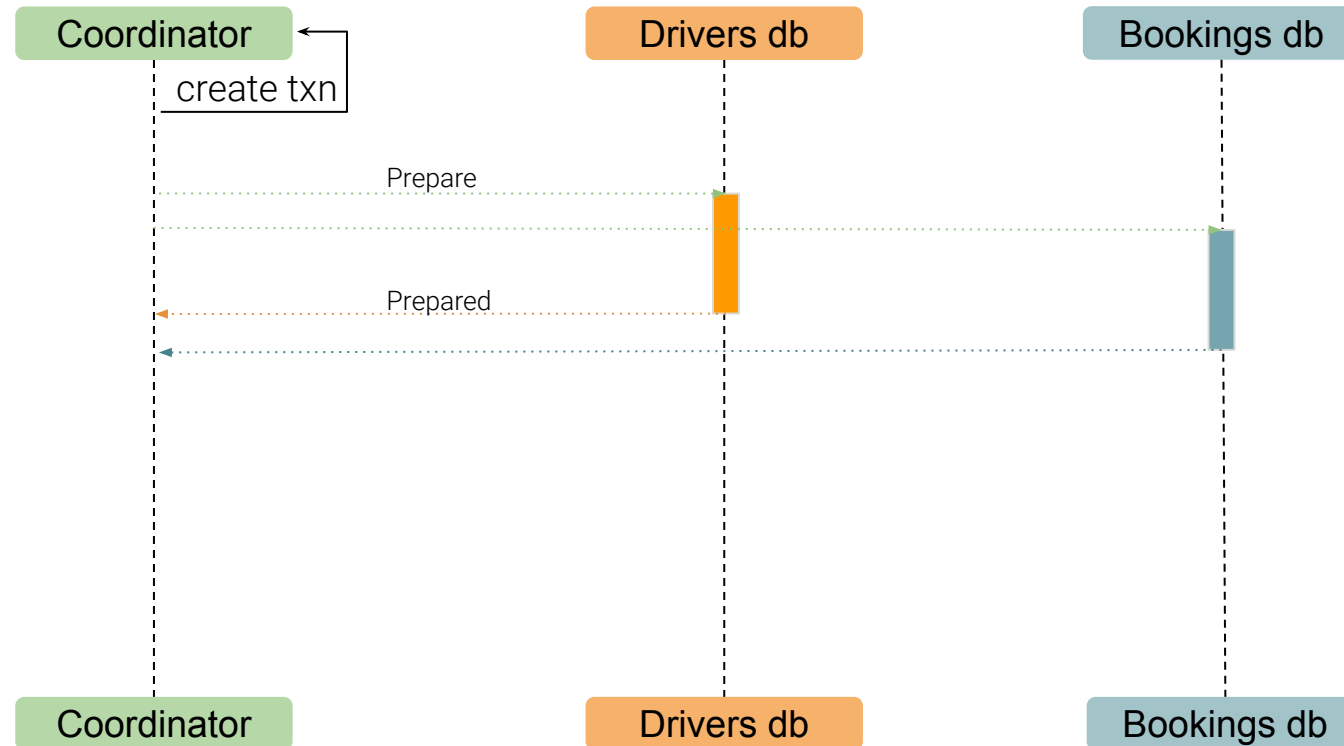 Coordinator
Drivers db
Bookings db
create txn
Prepare
Prepared
Coordinator
Drivers db
Bookings db